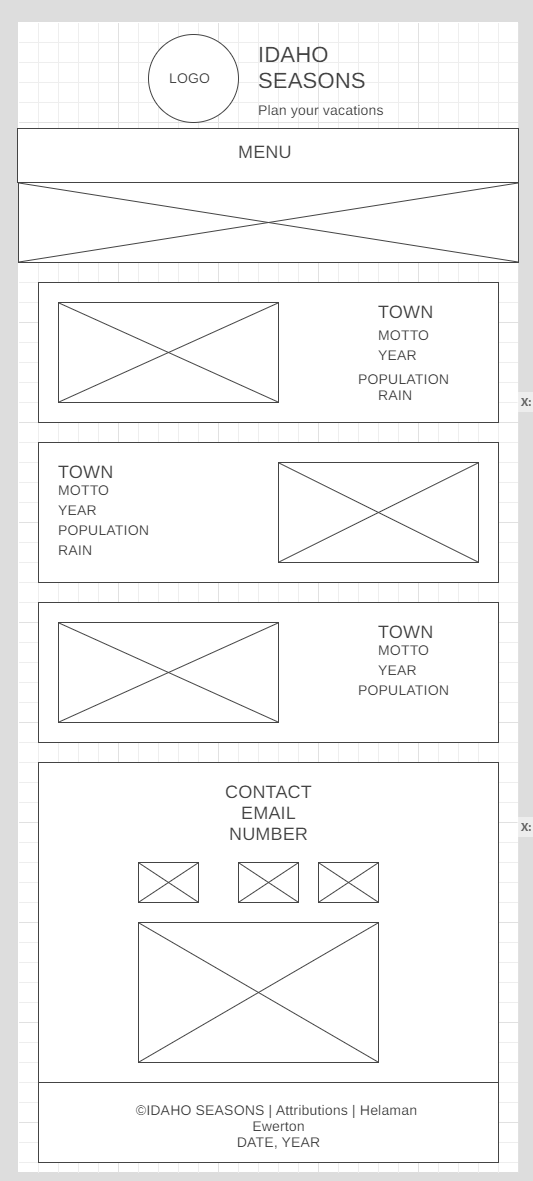 LOGO
IDAHO
SEASONS
Plan your vacations
MENU
TOWN
MOTTO
YEAR
POPULATION
RAIN
X:
TOWN
MOTTO
YEAR
POPULATION
RAIN
TOWN
MOTTO
YEAR
POPULATION
CONTACT
EMAIL
NUMBER
X:
©IDAHO SEASONS | Attributions | Helaman
Ewerton
DATE, YEAR